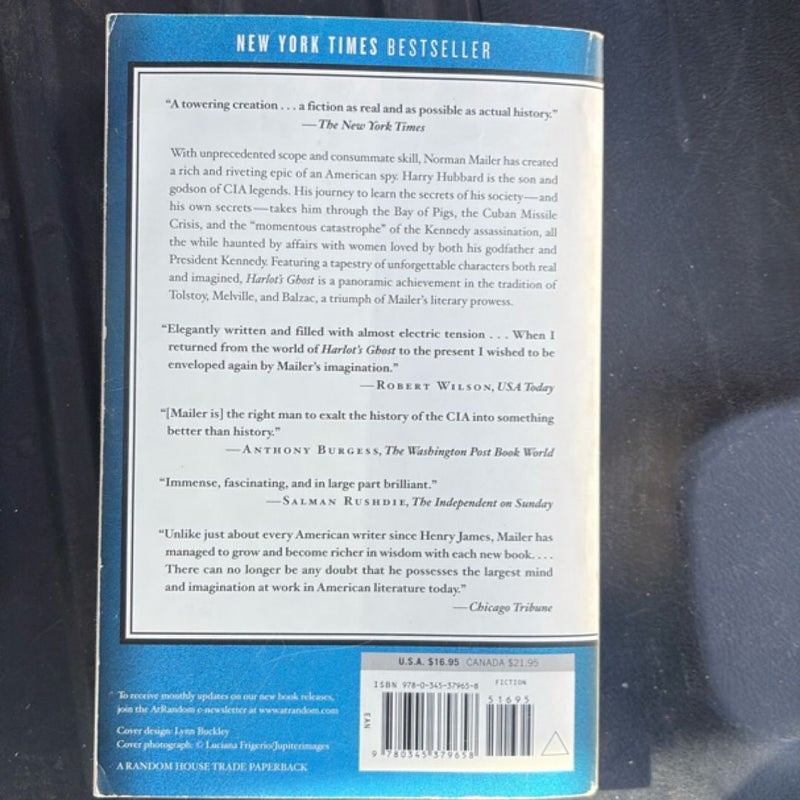 NEW YORK TIMES BESTSELLER
“A towering creation . . . a fiction as real and as possible as actual history.”
—The New York Times
With unprecedented scope and consummate skill, Norman Mailer has created
a rich and riveting epic of an American spy. Harry Hubbard is the son and
godson of CIA legends. His journey to learn the secrets of his society—and
his own secrets—takes him through the Bay of Pigs, the Cuban Missile
Crisis, and the “momentous catastrophe” of the Kennedy assassination, all
the while haunted by affairs with women loved by both his godfather and
President Kennedy. Featuring a tapestry of unforgettable characters both real
and imagined, Harlot’s Ghost is a panoramic achievement in the tradition of
Tolstoy, Melville, and Balzac, a triumph of Mailer’s literary prowess.
“Elegantly written and filled with almost electric tension . . . When I
returned from the world of Harlot’s Ghost to the present I wished to be
enveloped again by Mailer’s imagination.”
—ROBERT WILSON, USA Today
“[Mailer is] the right man to exalt the history of the CIA into something
better than history.”
—ANTHONY BURGESS, The Washington Post Book World
“Immense, fascinating, and in large part brilliant.”
—SALMAN RUSHDIE, The Independent on Sunday
“Unlike just about every American writer since Henry James, Mailer has
managed to grow and become richer in wisdom with each new book. . . .
There can no longer be any doubt that he possesses the largest mind
and imagination at work in American literature today.”
—Chicago Tribune
To receive monthly updates on our new book releases,
join the AtRandom e-newsletter at www.atrandom.com
Cover design: Lynn Buckley
Cover photograph: © Luciana Frigerio/Jupiterimages
A RANDOM HOUSE TRADE PAPERBACK
U.S.A. $16.95 CANADA $21.95
ISBN 978-0-345-37965-8 FICTION
51695
EAN
9 780345 379658